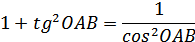 1 + tg²OAB = 1/cos²OAB